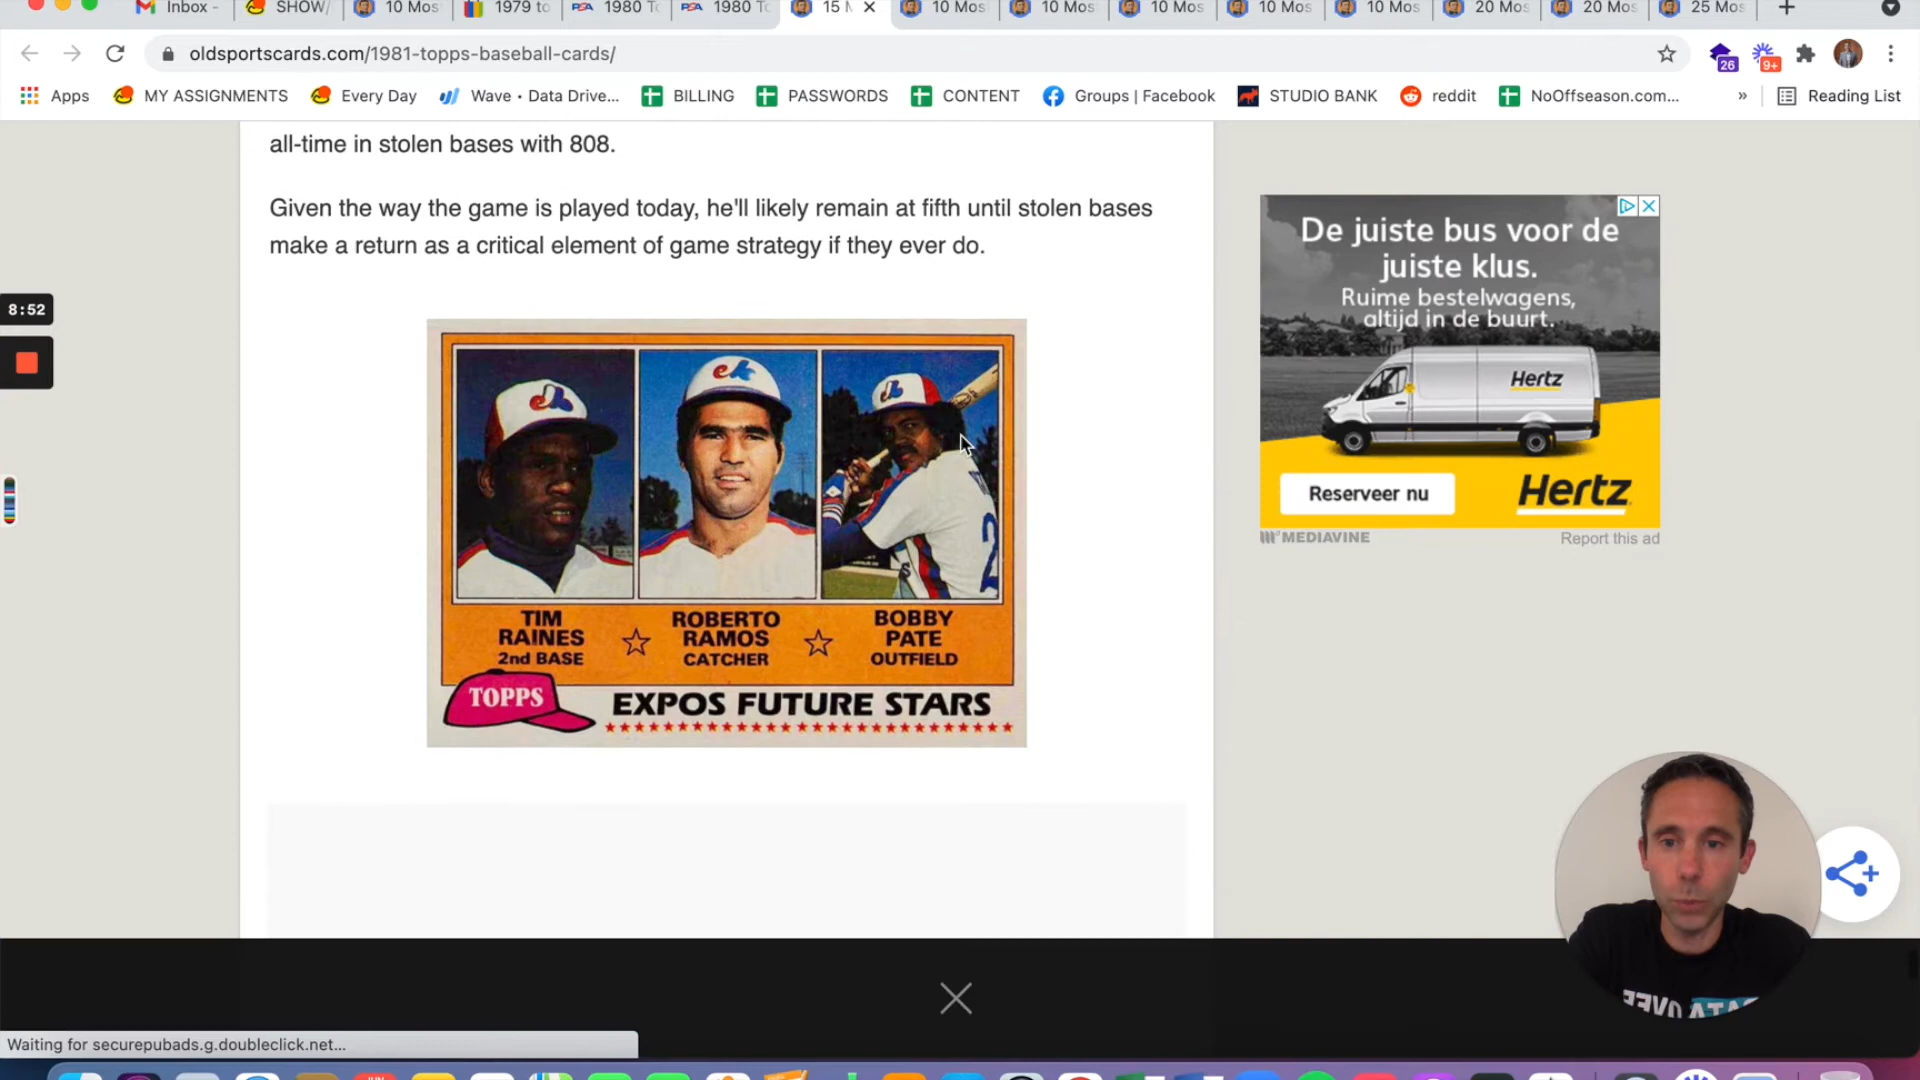 Inbox -
SHOW/
10 Mos
1979 to
PSA
1980 To
PSA
1980 To
15 M
10 Mos
10 Mos
10 Mos
10 Mos
10 Mos
20 Mos
20 Mos
25 Mos
oldsportscards.com/1981-topps-baseball-cards/
26
9+
Apps
MY ASSIGNMENTS
Every Day
Wave • Data Drive...
BILLING
PASSWORDS
CONTENT
Groups | Facebook
STUDIO BANK
reddit
NoOffseason.com...
»
Reading List
all-time in stolen bases with 808.
Given the way the game is played today, he'll likely remain at fifth until stolen bases
make a return as a critical element of game strategy if they ever do.
8:52
TIM
RAINES
2nd BASE
ROBERTO
RAMOS
CATCHER
BOBBY
PATE
OUTFIELD
TOPPS
EXPOS FUTURE STARS
De juiste bus voor de
juiste klus.
Ruime bestelwagens,
altijd in de buurt.
Hertz
Reserveer nu
Hertz
MEDIAVINE
Report this ad
Waiting for securepubads.g.doubleclick.net...